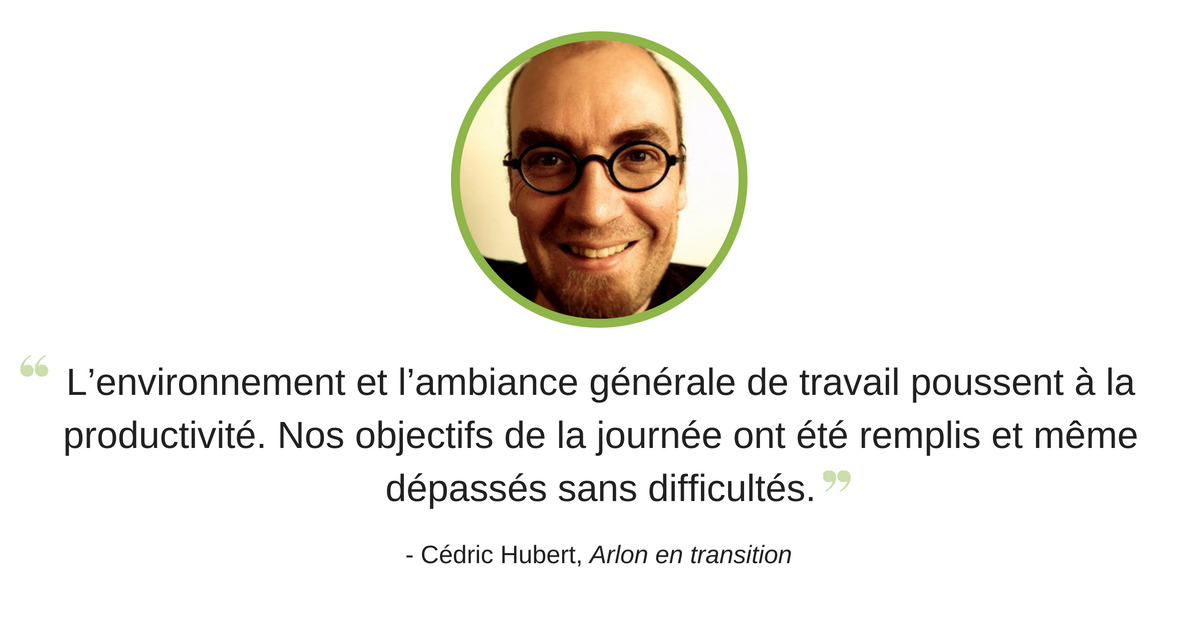 “ L’environnement et l’ambiance générale de travail poussent à la
productivité. Nos objectifs de la journée ont été remplis et même
dépassés sans difficultés. ”
- Cédric Hubert, Arlon en transition